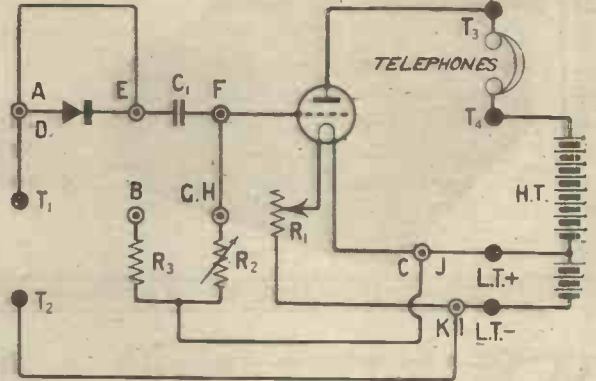 T3
TELEPHONES
T4
A
E
C1
F
D
B
G.H
H.T.
T1
R3
R2
R1
C J
L.T.+
T2
K
L.T.-